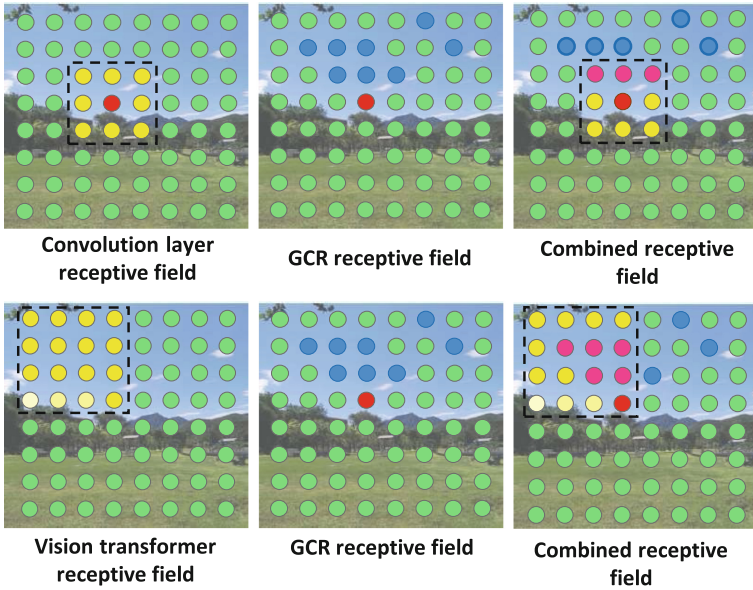 Convolution layer
receptive field
GCR receptive field
Combined receptive
field
Vision transformer
receptive field
GCR receptive field
Combined receptive
field